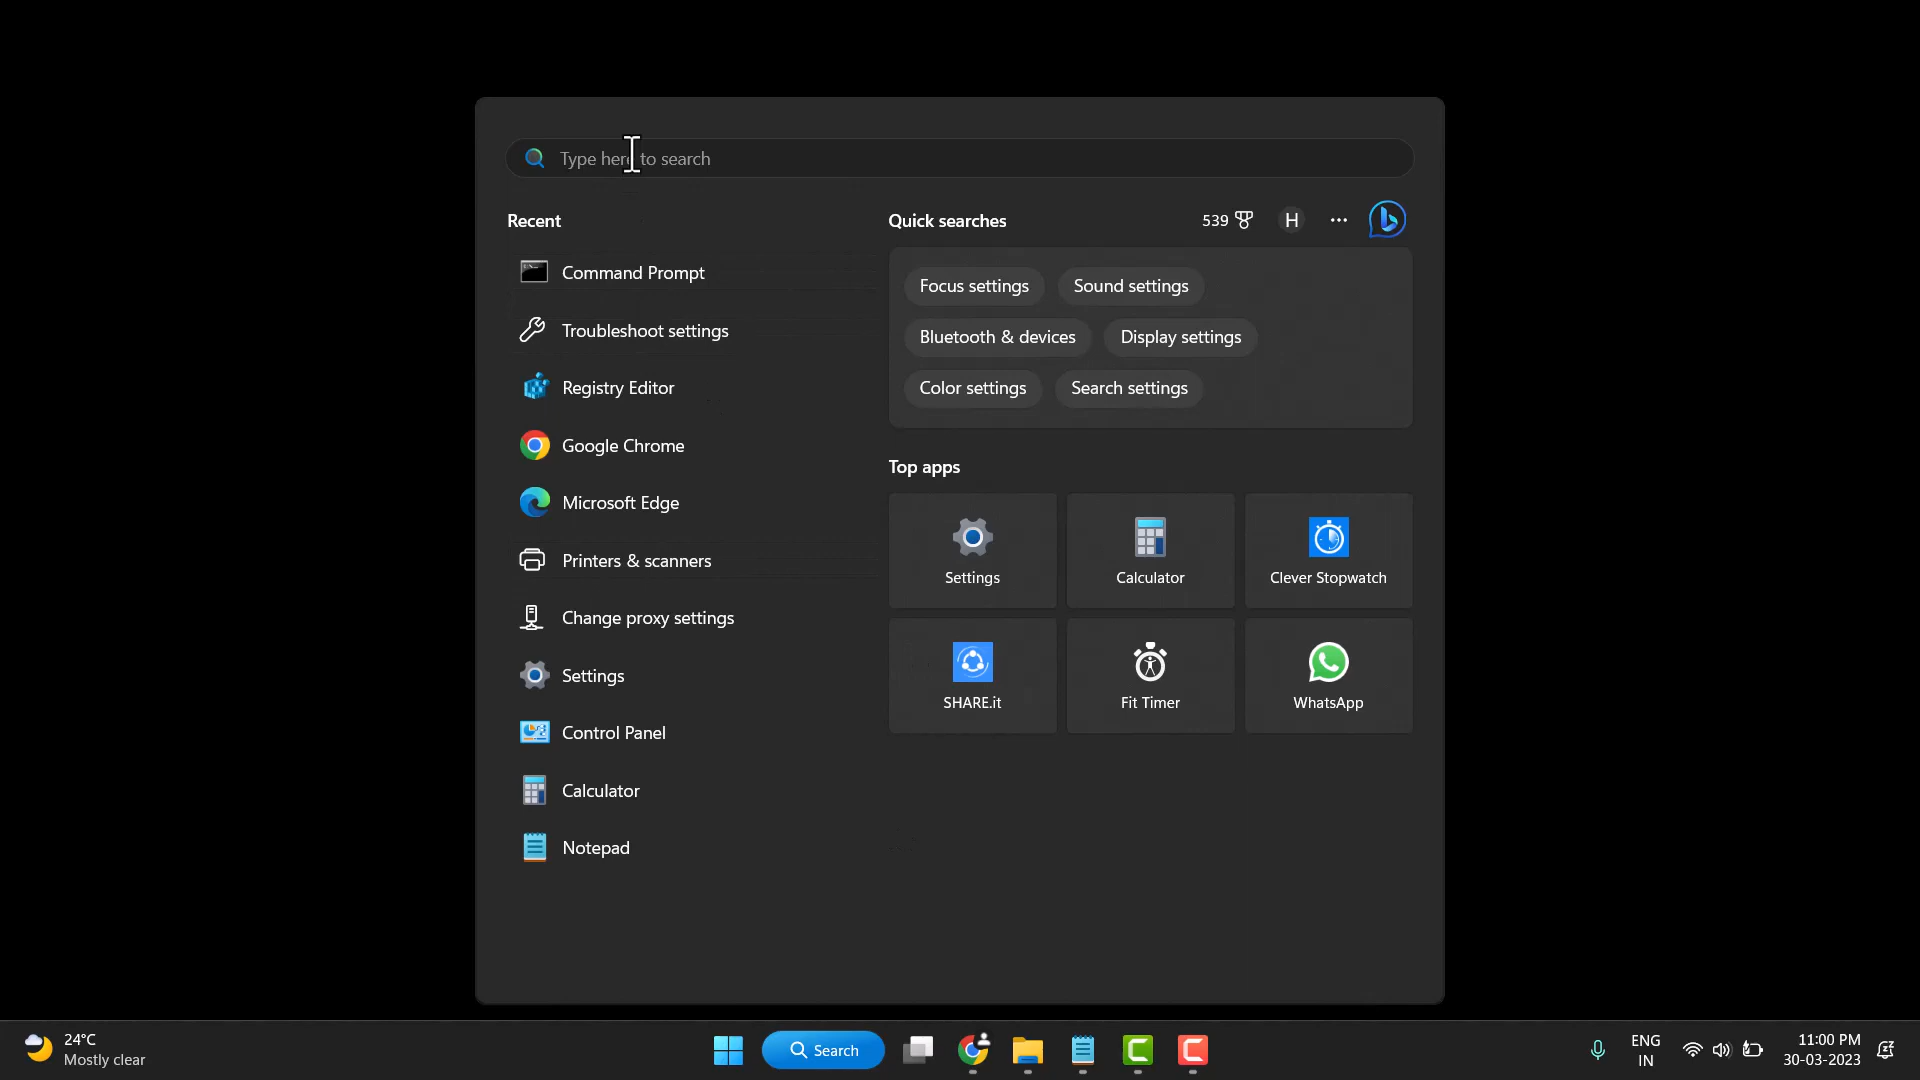 Type here to search
Recent
Command Prompt
Troubleshoot settings
Registry Editor
Google Chrome
Microsoft Edge
Printers & scanners
Change proxy settings
Settings
Control Panel
Calculator
Notepad
Quick searches
539
H
Focus settings
Sound settings
Bluetooth & devices
Display settings
Color settings
Search settings
Top apps
Settings
Calculator
Clever Stopwatch
SHARE.it
Fit Timer
WhatsApp
24°C
Mostly clear
Search
ENG
IN
11:00 PM
30-03-2023